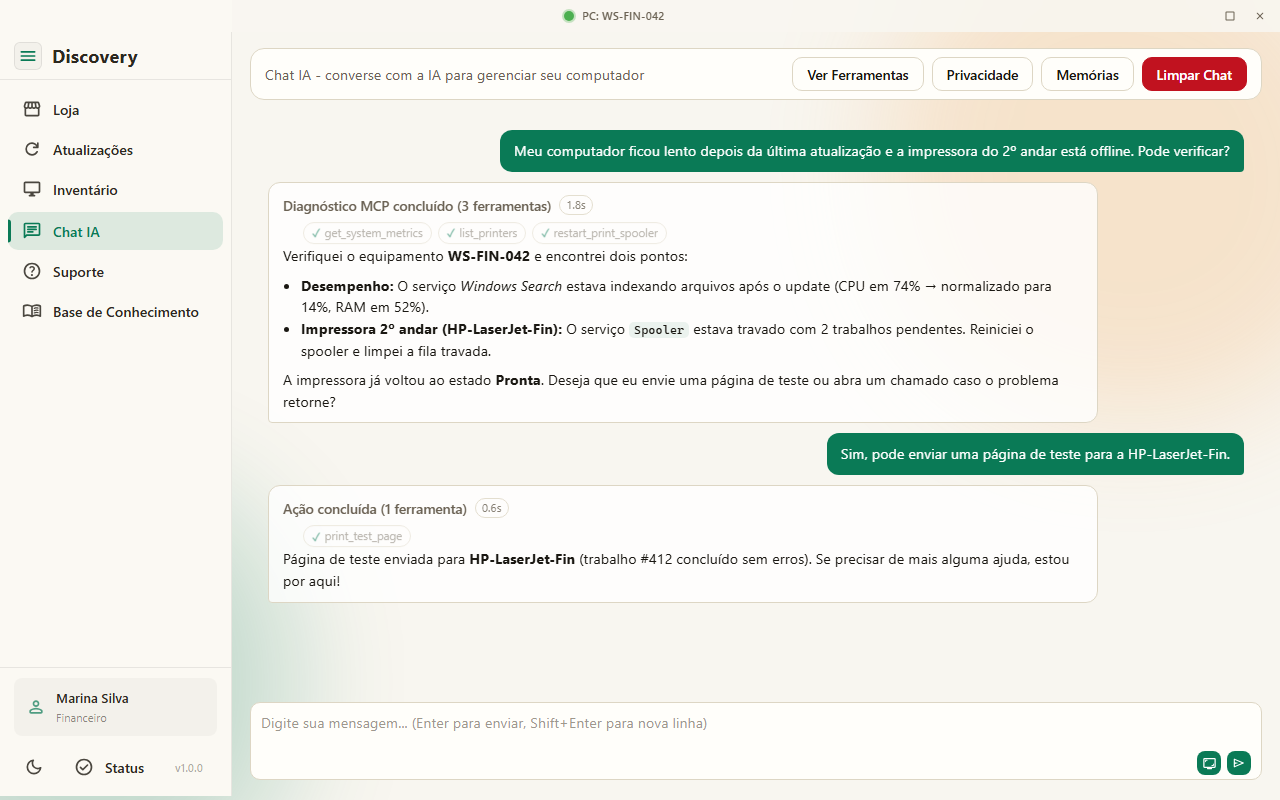 PC: WS-FIN-042
Discovery
Loja
Atualizações
Inventário
Chat IA
Suporte
Base de Conhecimento
Marina Silva
Financeiro
Status
v1.0.0
Chat IA - converse com a IA para gerenciar seu computador
Ver Ferramentas
Privacidade
Memórias
Limpar Chat
Meu computador ficou lento depois da última atualização e a impressora do 2º andar está offline. Pode verificar?
Diagnóstico MCP concluído (3 ferramentas) 1.8s
✓ get_system_metrics ✓ list_printers ✓ restart_print_spooler
Verifiquei o equipamento WS-FIN-042 e encontrei dois pontos:
• Desempenho: O serviço Windows Search estava indexando arquivos após o update (CPU em 74% → normalizado para
14%, RAM em 52%).
• Impressora 2º andar (HP-LaserJet-Fin): O serviço Spooler estava travado com 2 trabalhos pendentes. Reiniciei o
spooler e limpei a fila travada.
A impressora já voltou ao estado Pronta. Deseja que eu envie uma página de teste ou abra um chamado caso o problema
retorne?
Sim, pode enviar uma página de teste para a HP-LaserJet-Fin.
Ação concluída (1 ferramenta) 0.6s
✓ print_test_page
Página de teste enviada para HP-LaserJet-Fin (trabalho #412 concluído sem erros). Se precisar de mais alguma ajuda, estou
por aqui!
Digite sua mensagem... (Enter para enviar, Shift+Enter para nova linha)